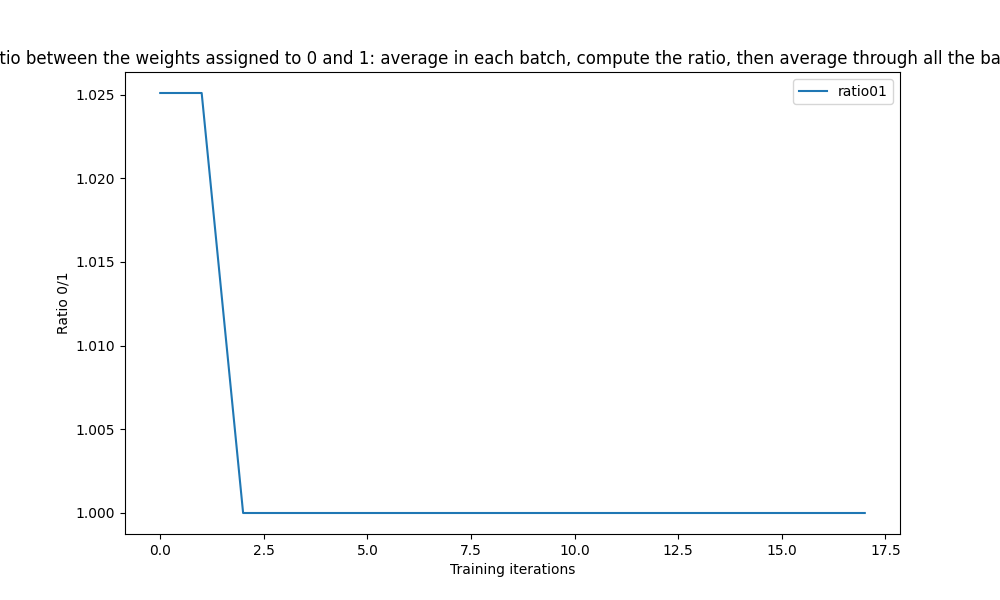 tio between the weights assigned to 0 and 1: average in each batch, compute the ratio, then average through all the ba
ratio01
1.025
1.020
1.015
1.010
1.005
1.000
Ratio 0/1
0.0 2.5 5.0 7.5 10.0 12.5 15.0 17.5
Training iterations